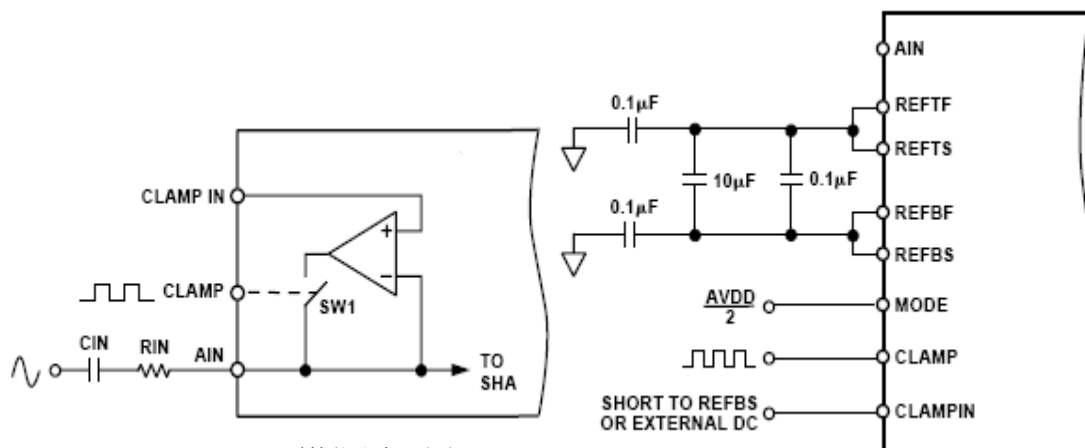 CLAMP IN
CLAMP
SW1
CIN
RIN
AIN
TO
SHA
AIN
0.1µF
REFTF
REFTS
10µF
0.1µF
0.1µF
REFBF
REFBS
AVDD
2
MODE
CLAMP
SHORT TO REFBS
OR EXTERNAL DC
CLAMPIN